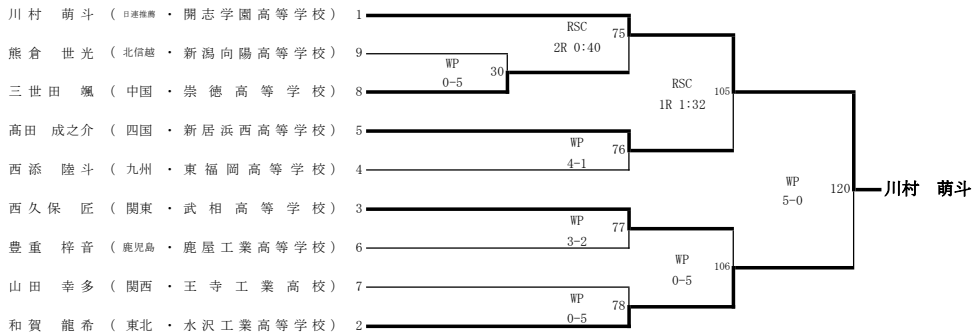 川村 萌斗 ( 日連推薦 ・ 開志学園高等学校 ) 1
RSC
75
2R 0:40
熊倉 世光 ( 北信越 ・ 新潟向陽高等学校 ) 9
WP
30
0-5
三世田 颯 ( 中国 ・ 崇徳高等学校 ) 8
RSC
105
1R 1:32
髙田 成之介 ( 四国 ・ 新居浜西高等学校 ) 5
WP
76
4-1
西添 陸斗 ( 九州 ・ 東福岡高等学校 ) 4
WP
120
5-0
川村 萌斗
西久保 匠 ( 関東 ・ 武相高等学校 ) 3
WP
77
3-2
豊重 梓音 ( 鹿児島 ・ 鹿屋工業高等学校 ) 6
WP
106
0-5
山田 幸多 ( 関西 ・ 王寺工業高校 ) 7
WP
78
0-5
和賀 龍希 ( 東北 ・ 水沢工業高等学校 ) 2